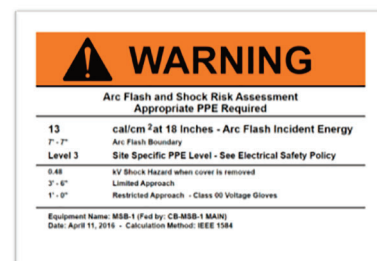 WARNING
Arc Flash and Shock Risk Assessment
Appropriate PPE Required
13 cal/cm ²at 18 Inches - Arc Flash Incident Energy
7' - 7" Arc Flash Boundary
Level 3 Site Specific PPE Level - See Electrical Safety Policy
0.48 kV Shock Hazard when cover is removed
3' - 6" Limited Approach
1' - 0" Restricted Approach - Class 00 Voltage Gloves
Equipment Name: MSB-1 (Fed by: CB-MSB-1 MAIN)
Date: April 11, 2016 - Calculation Method: IEEE 1584